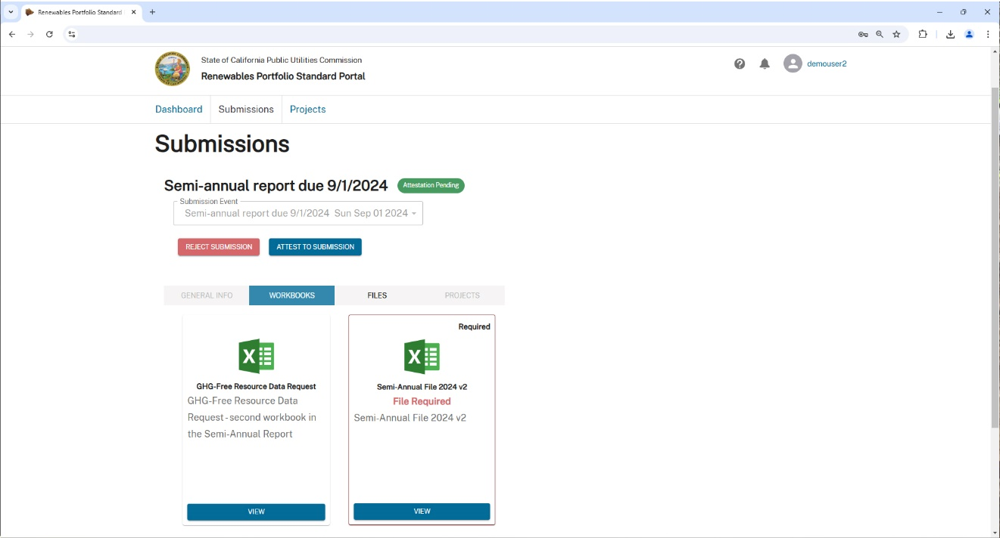 Renewables Portfolio Standard
State of California Public Utilities Commission
Renewables Portfolio Standard Portal
demouser2
Dashboard
Submissions
Projects
Submissions
Semi-annual report due 9/1/2024
Attestation Pending
Submission Event
Semi-annual report due 9/1/2024 Sun Sep 01 2024
REJECT SUBMISSION
ATTEST TO SUBMISSION
GENERAL INFO
WORKBOOKS
FILES
PROJECTS
GHG-Free Resource Data Request
GHG-Free Resource Data
Request - second workbook in
the Semi-Annual Report
VIEW
Required
Semi-Annual File 2024 v2
File Required
Semi-Annual File 2024 v2
VIEW